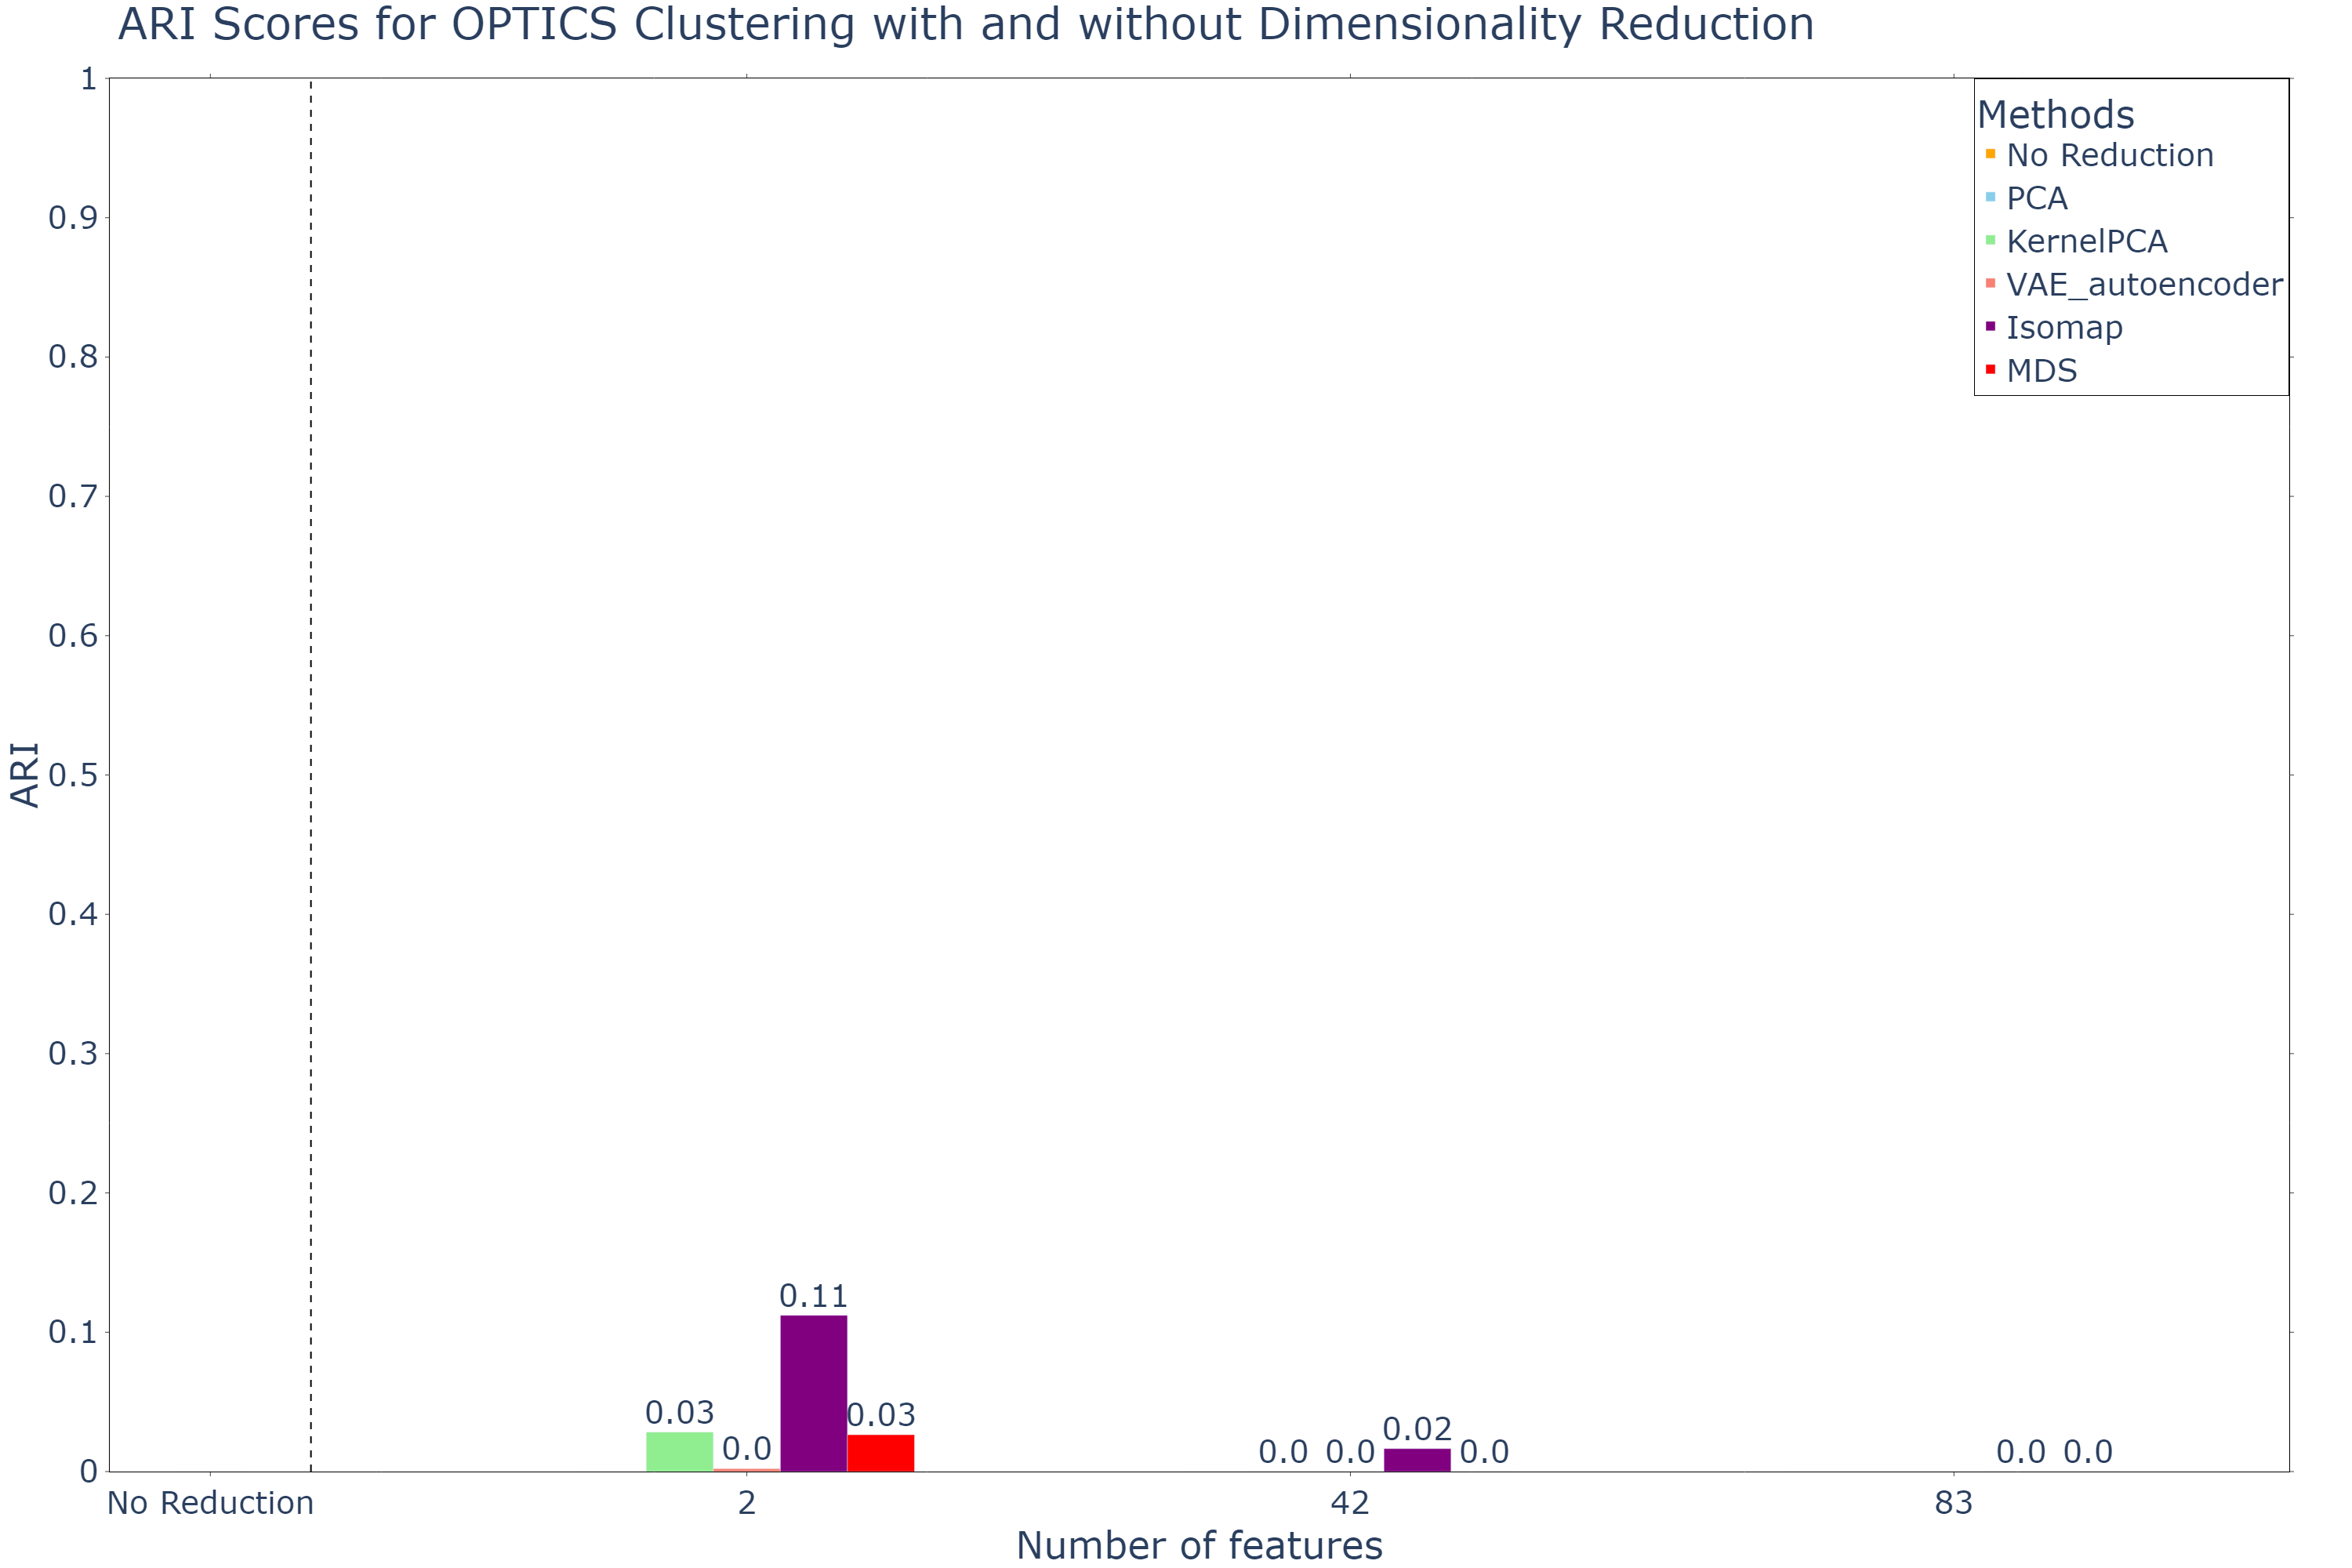 ARI Scores for OPTICS Clustering with and without Dimensionality Reduction
Methods
No Reduction
PCA
KernelPCA
VAE_autoencoder
Isomap
MDS
1
0.9
0.8
0.7
0.6
0.5
0.4
0.3
0.2
0.1
0
ARI
0.03
0.0
0.11
0.03
0.0
0.0
0.02
0.0
0.0
0.0
No Reduction
2
42
83
Number of features